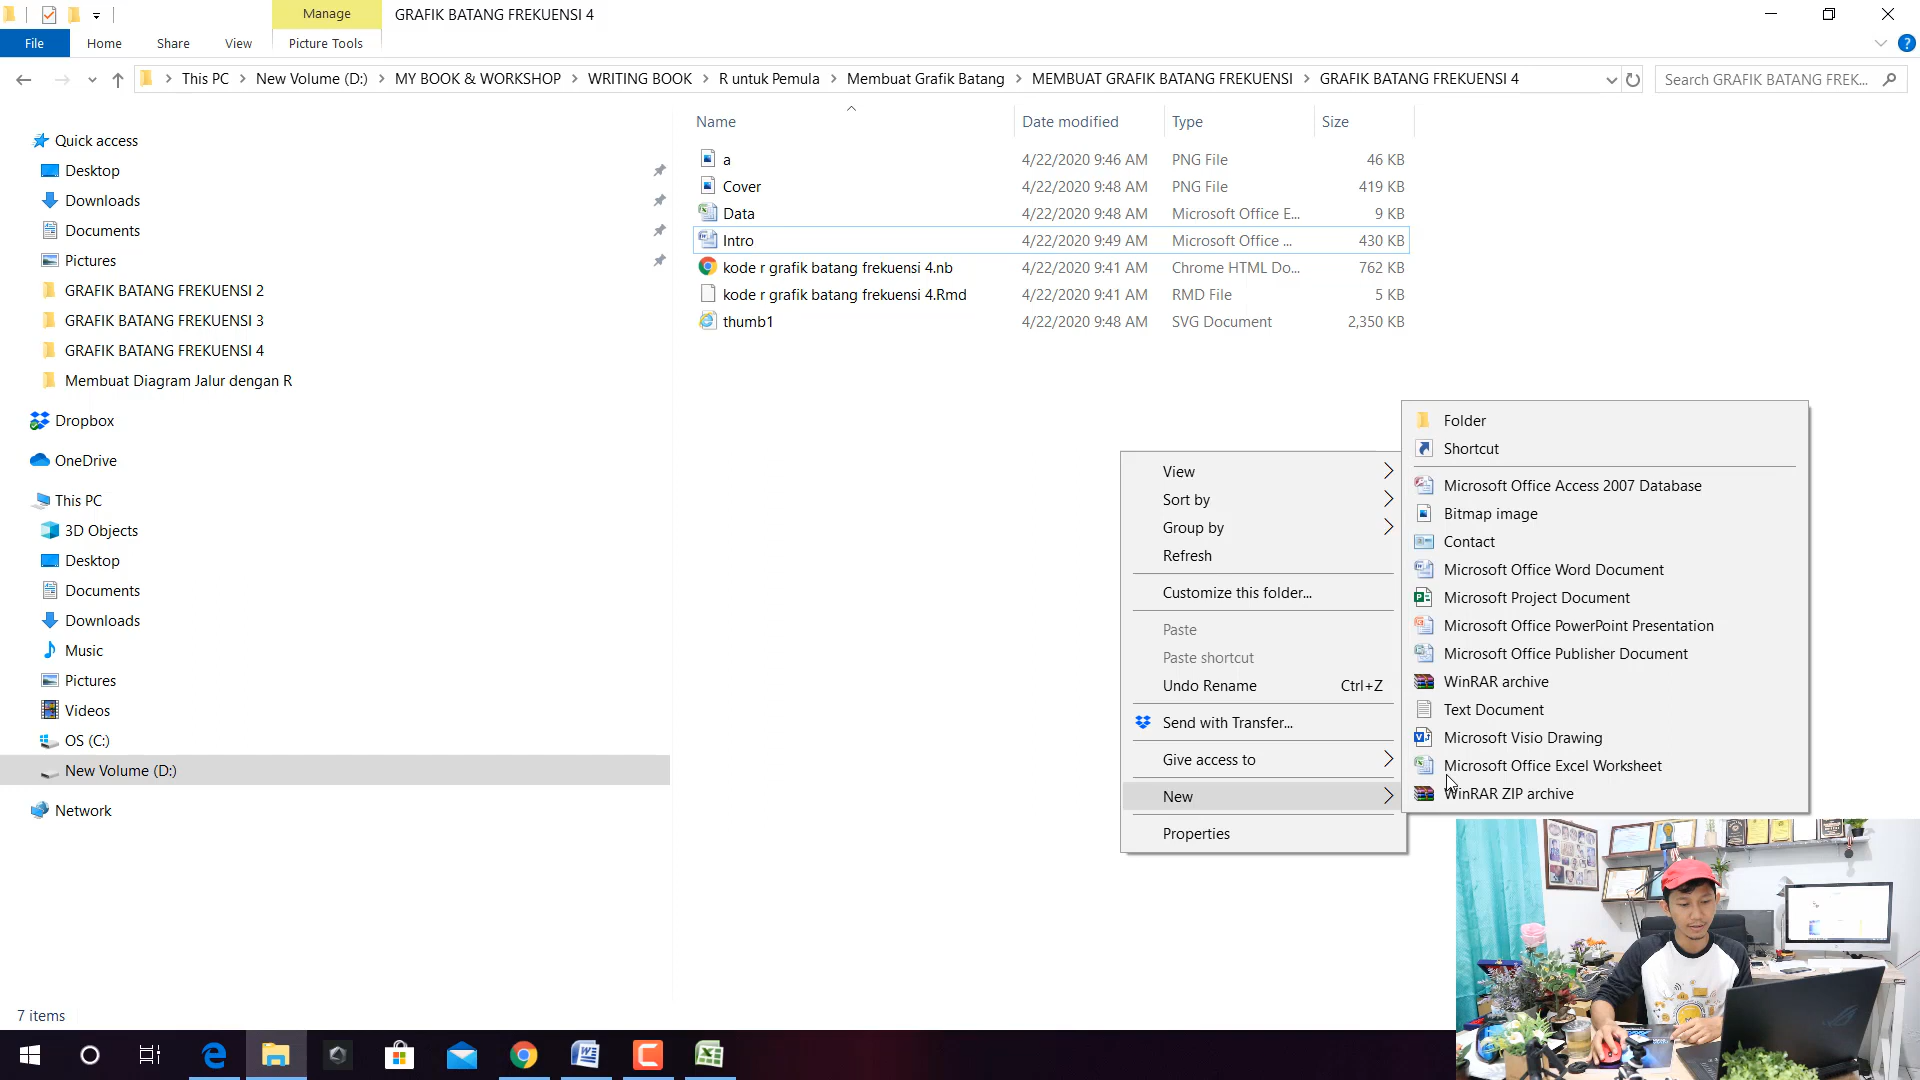 Manage
GRAFIK BATANG FREKUENSI 4
File
Home
Share
View
Picture Tools
This PC
New Volume (D:)
MY BOOK & WORKSHOP
WRITING BOOK
R untuk Pemula
Membuat Grafik Batang
MEMBUAT GRAFIK BATANG FREKUENSI
GRAFIK BATANG FREKUENSI 4
Search GRAFIK BATANG FREK...
Quick access
Desktop
Downloads
Documents
Pictures
GRAFIK BATANG FREKUENSI 2
GRAFIK BATANG FREKUENSI 3
GRAFIK BATANG FREKUENSI 4
Membuat Diagram Jalur dengan R
Dropbox
OneDrive
This PC
3D Objects
Desktop
Documents
Downloads
Music
Pictures
Videos
OS (C:)
New Volume (D:)
Network
Name Date modified Type Size
a 4/22/2020 9:46 AM PNG File 46 KB
Cover 4/22/2020 9:48 AM PNG File 419 KB
Data 4/22/2020 9:48 AM Microsoft Office E... 9 KB
Intro 4/22/2020 9:49 AM Microsoft Office ... 430 KB
kode r grafik batang frekuensi 4.nb 4/22/2020 9:41 AM Chrome HTML Do... 762 KB
kode r grafik batang frekuensi 4.Rmd 4/22/2020 9:41 AM RMD File 5 KB
thumb1 4/22/2020 9:48 AM SVG Document 2,350 KB
View
Sort by
Group by
Refresh
Customize this folder...
Paste
Paste shortcut
Undo Rename Ctrl+Z
Send with Transfer...
Give access to
New
Properties
Folder
Shortcut
Microsoft Office Access 2007 Database
Bitmap image
Contact
Microsoft Office Word Document
Microsoft Project Document
Microsoft Office PowerPoint Presentation
Microsoft Office Publisher Document
WinRAR archive
Text Document
Microsoft Visio Drawing
Microsoft Office Excel Worksheet
WinRAR ZIP archive
7 items